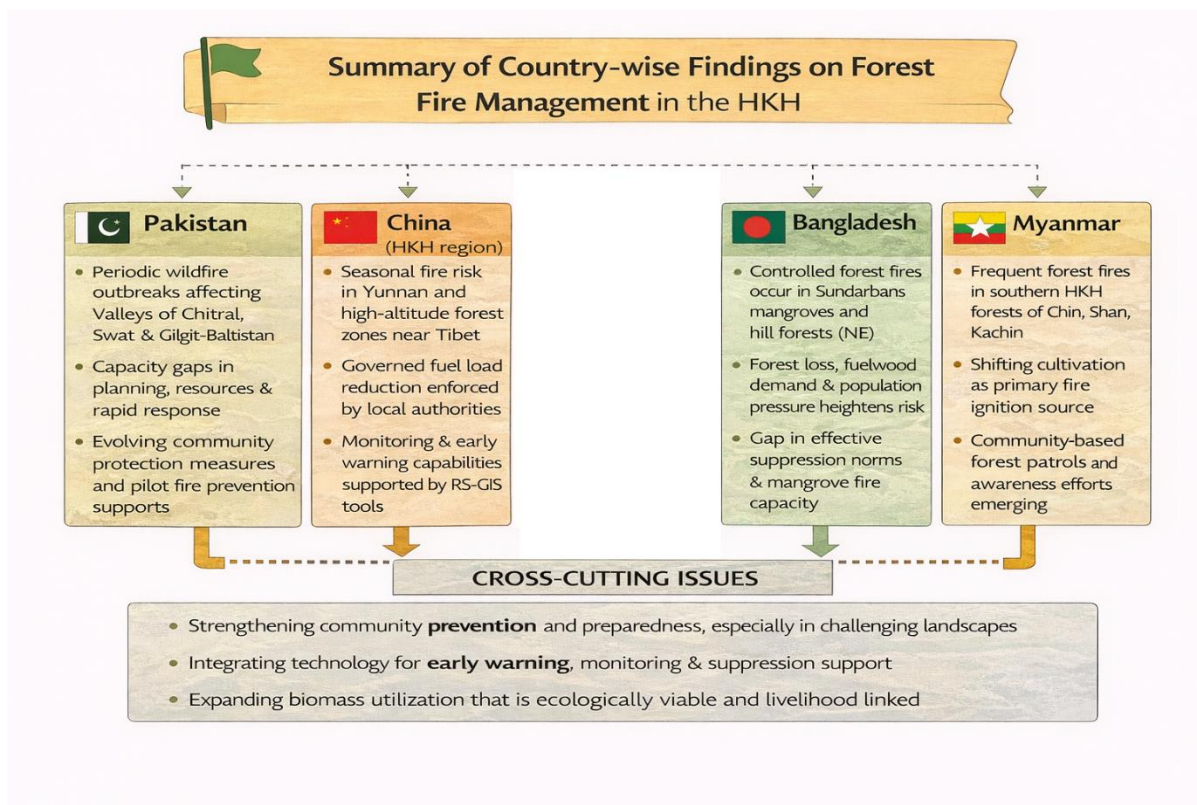 Summary of Country-wise Findings on Forest
Fire Management in the HKH
Pakistan
• Periodic wildfire
outbreaks affecting
Valleys of Chitral,
Swat & Gilgit-Baltistan
• Capacity gaps in
planning, resources &
rapid response
• Evolving community
protection measures
and pilot fire prevention
supports
China
(HKH region)
• Seasonal fire risk
in Yunnan and
high-altitude forest
zones near Tibet
• Governed fuel load
reduction enforced
by local authorities
• Monitoring & early
warning capabilities
supported by RS-GIS
tools
Bangladesh
• Controlled forest fires
occur in Sundarbans
mangroves and
hill forests (NE)
• Forest loss, fuelwood
demand & population
pressure heightens risk
• Gap in effective
suppression norms
& mangrove fire
capacity
Myanmar
• Frequent forest fires
in southern HKH
forests of Chin, Shan,
Kachin
• Shifting cultivation
as primary fire
ignition source
• Community-based
forest patrols and
awareness efforts
emerging
CROSS-CUTTING ISSUES
• Strengthening community prevention and preparedness, especially in challenging landscapes
• Integrating technology for early warning, monitoring & suppression support
• Expanding biomass utilization that is ecologically viable and livelihood linked